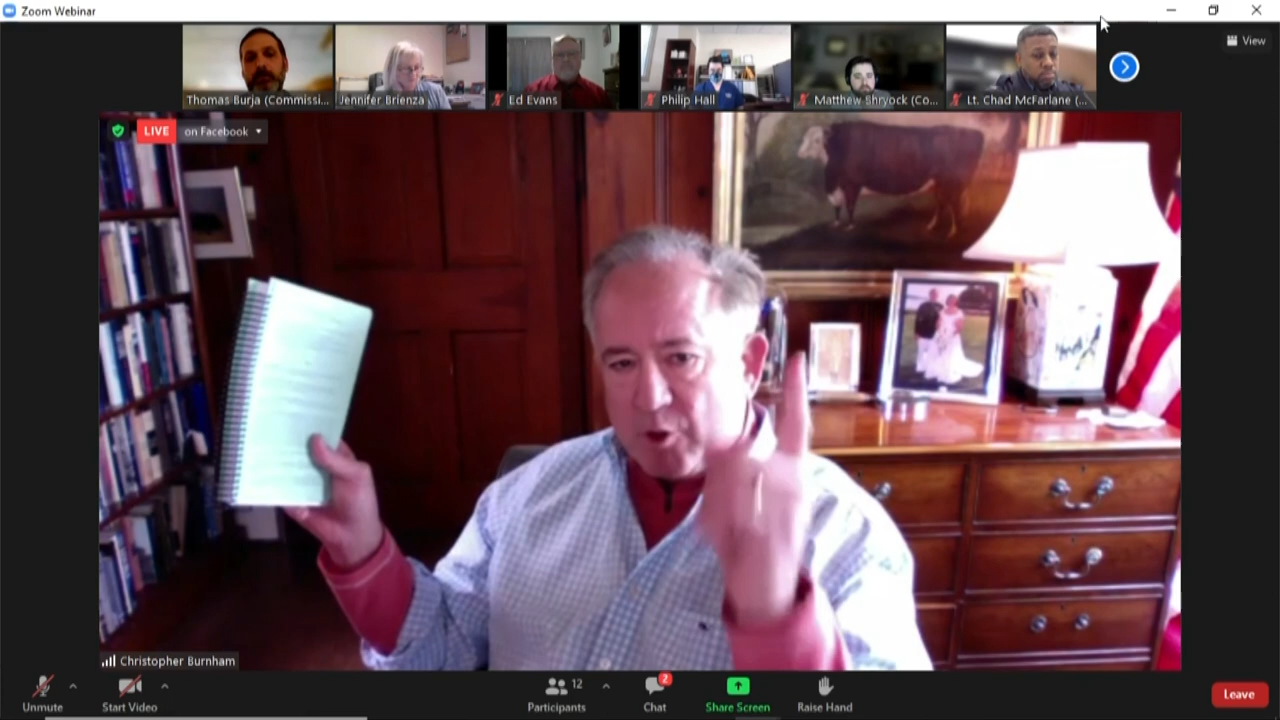 Zoom Webinar
View
Thomas Burja (Commissi...
Jennifer Brienza
Ed Evans
Philip Hall
Matthew Shryock (Co...
Lt. Chad McFarlane (...
LIVE on Facebook
Christopher Burnham
Unmute
Start Video
12
Participants
2
Chat
Share Screen
Raise Hand
Leave